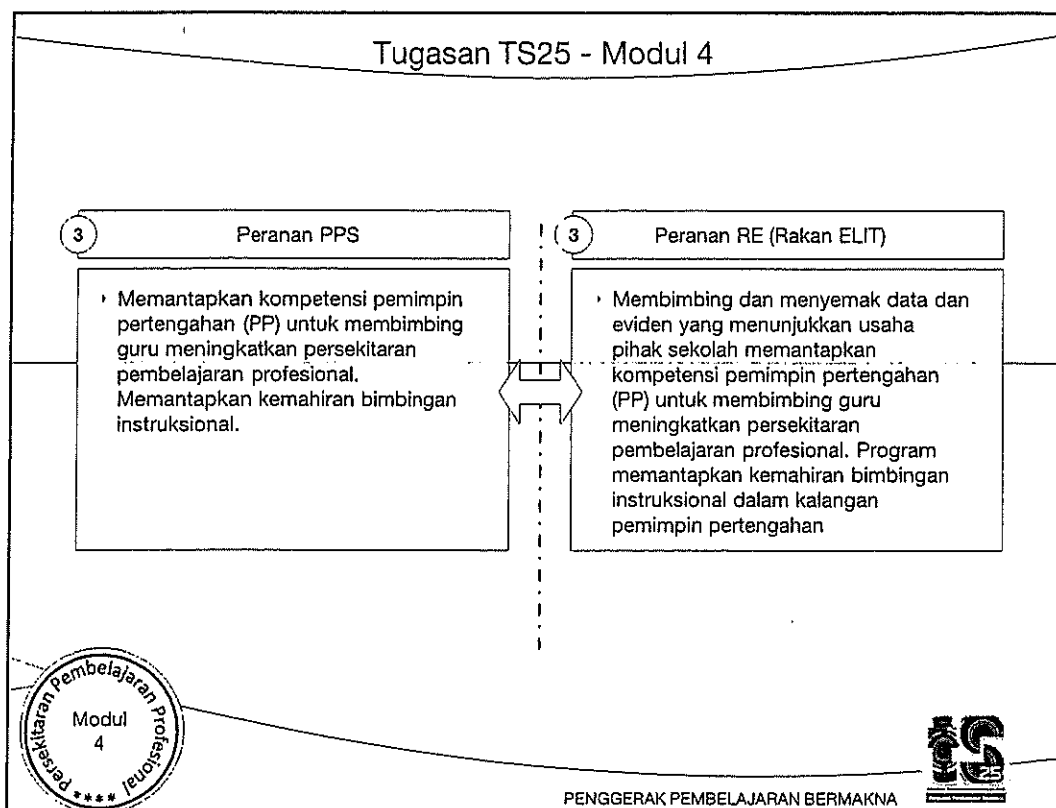 Tugasan TS25 - Modul 4
3
Peranan PPS
Memantapkan kompetensi pemimpin
pertengahan (PP) untuk membimbing
guru meningkatkan persekitaran
pembelajaran profesional.
Memantapkan kemahiran bimbingan
instruksional.
3
Peranan RE (Rakan ELIT)
Membimbing dan menyemak data dan
eviden yang menunjukkan usaha
pihak sekolah memantapkan
kompetensi pemimpin pertengahan
(PP) untuk membimbing guru
meningkatkan persekitaran
pembelajaran profesional. Program
memantapkan kemahiran bimbingan
instruksional dalam kalangan
pemimpin pertengahan
Persekitaran Pembelajaran Profesional ****
Modul
4
tS
PENGGERAK PEMBELAJARAN BERMAKNA